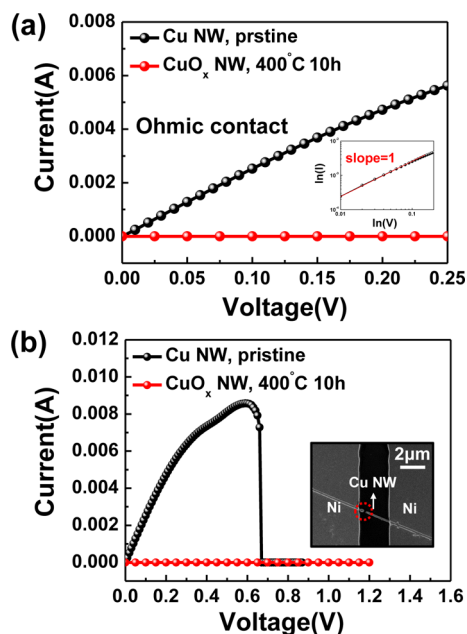 (a)
0.008
0.006
0.004
0.002
0.000
Current(A)
Cu NW, prstine
CuOx NW, 400°C 10h
Ohmic contact
slope=1
ln(I)
0.01
0.1
ln(V)
0.00 0.05 0.10 0.15 0.20 0.25
Voltage(V)
(b)
0.012
0.010
0.008
0.006
0.004
0.002
0.000
Current(A)
Cu NW, pristine
CuOx NW, 400°C 10h
2μm
Cu NW
Ni
Ni
0.0 0.2 0.4 0.6 0.8 1.0 1.2 1.4 1.6
Voltage(V)